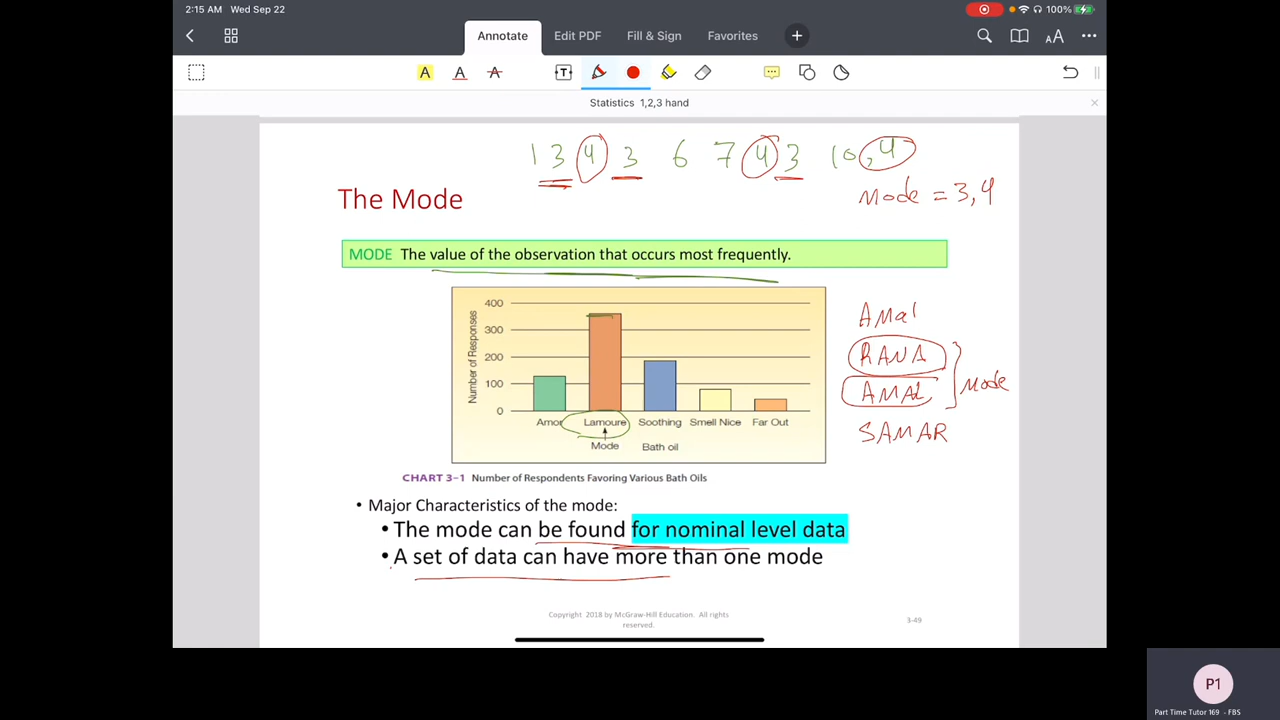 2:15 AM Wed Sep 22
100%
Annotate Edit PDF Fill & Sign Favorites
Statistics 1,2,3 hand
1 3 4 3 6 7 4 3 10, 4
Mode = 3,4
The Mode
MODE The value of the observation that occurs most frequently.
400
300
200
100
0
Number of Responses
Amor Lamoure Soothing Smell Nice Far Out
Mode Bath oil
CHART 3–1 Number of Respondents Favoring Various Bath Oils
AMal
RANA
AMAL
SAMAR
Mode
• Major Characteristics of the mode:
• The mode can be found for nominal level data
• A set of data can have more than one mode
Copyright 2018 by McGraw-Hill Education. All rights
reserved.
3-49
P1
Part Time Tutor 169 - FBS